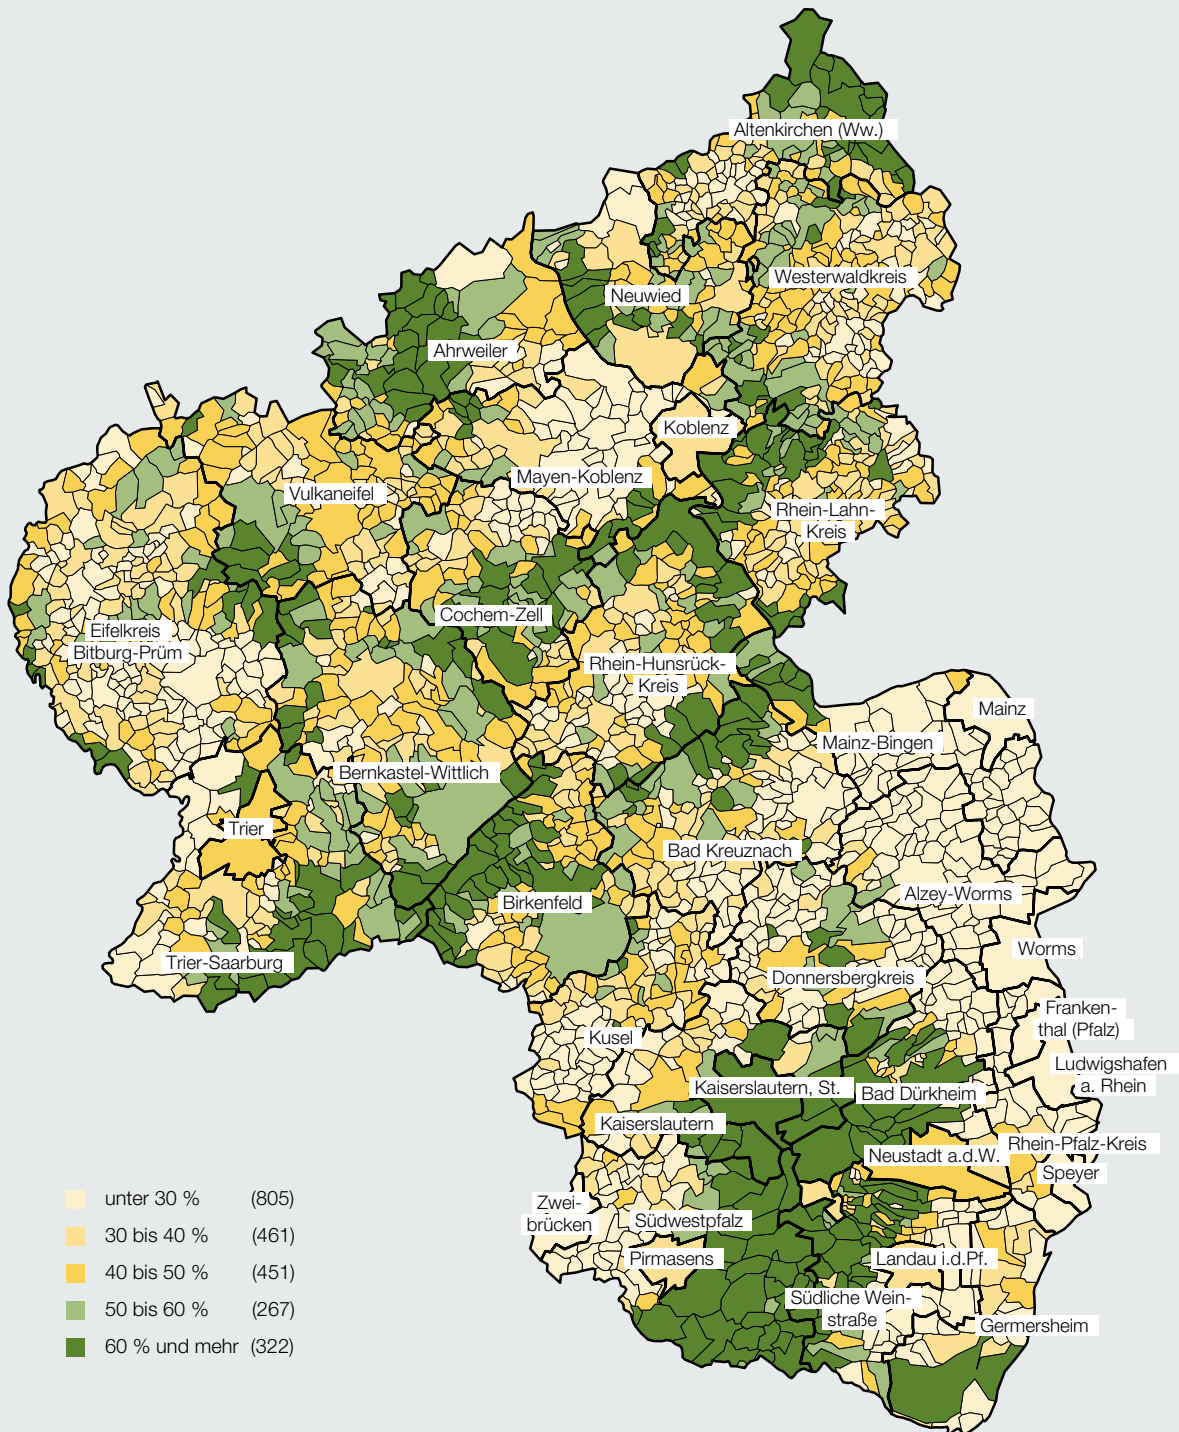 Altenkirchen (Ww.)
Westerwaldkreis
Neuwied
Ahrweiler
Koblenz
Mayen-Koblenz
Vulkaneifel
Rhein-Lahn-
Kreis
Cochem-Zell
Eifelkreis
Bitburg-Prüm
Rhein-Hunsrück-
Kreis
Mainz
Mainz-Bingen
Bernkastel-Wittlich
Trier
Bad Kreuznach
Alzey-Worms
Birkenfeld
Worms
Trier-Saarburg
Donnersbergkreis
Franken-
thal (Pfalz)
Kusel
Ludwigshafen
a. Rhein
Kaiserslautern, St.
Bad Dürkheim
Kaiserslautern
Rhein-Pfalz-Kreis
Neustadt a.d.W.
Speyer
Zwei-
brücken
Südwestpfalz
Pirmasens
Landau i.d.Pf.
Südliche Wein-
straße
Germersheim
unter 30 % (805)
30 bis 40 % (461)
40 bis 50 % (451)
50 bis 60 % (267)
60 % und mehr (322)